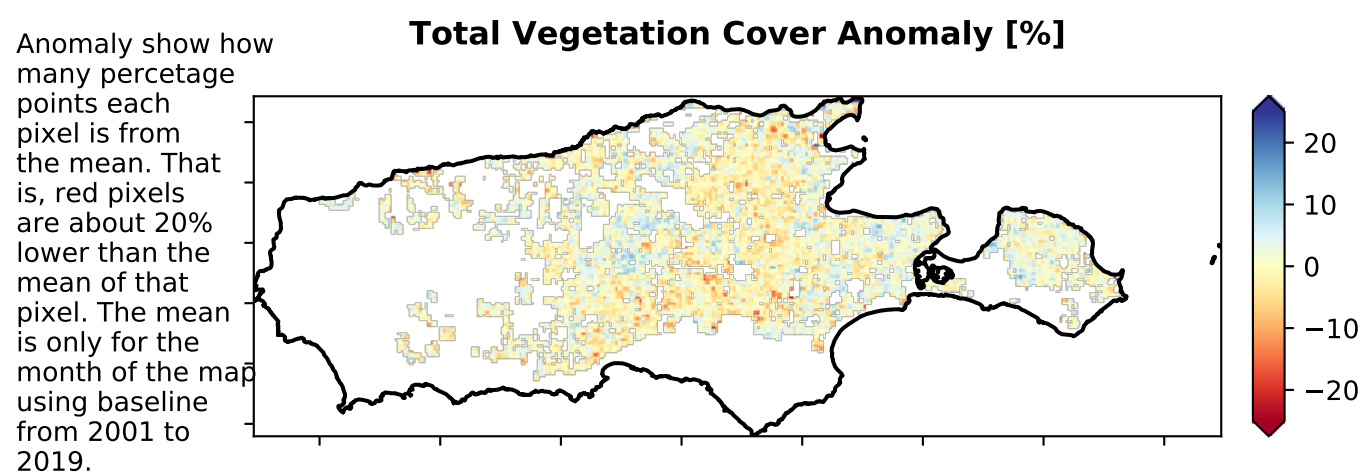 Total Vegetation Cover Anomaly [%]
Anomaly show how
many percetage
points each
pixel is from
the mean. That
is, red pixels
are about 20%
lower than the
mean of that
pixel. The mean
is only for the
month of the map
using baseline
from 2001 to
2019.
20
10
0
−10
−20